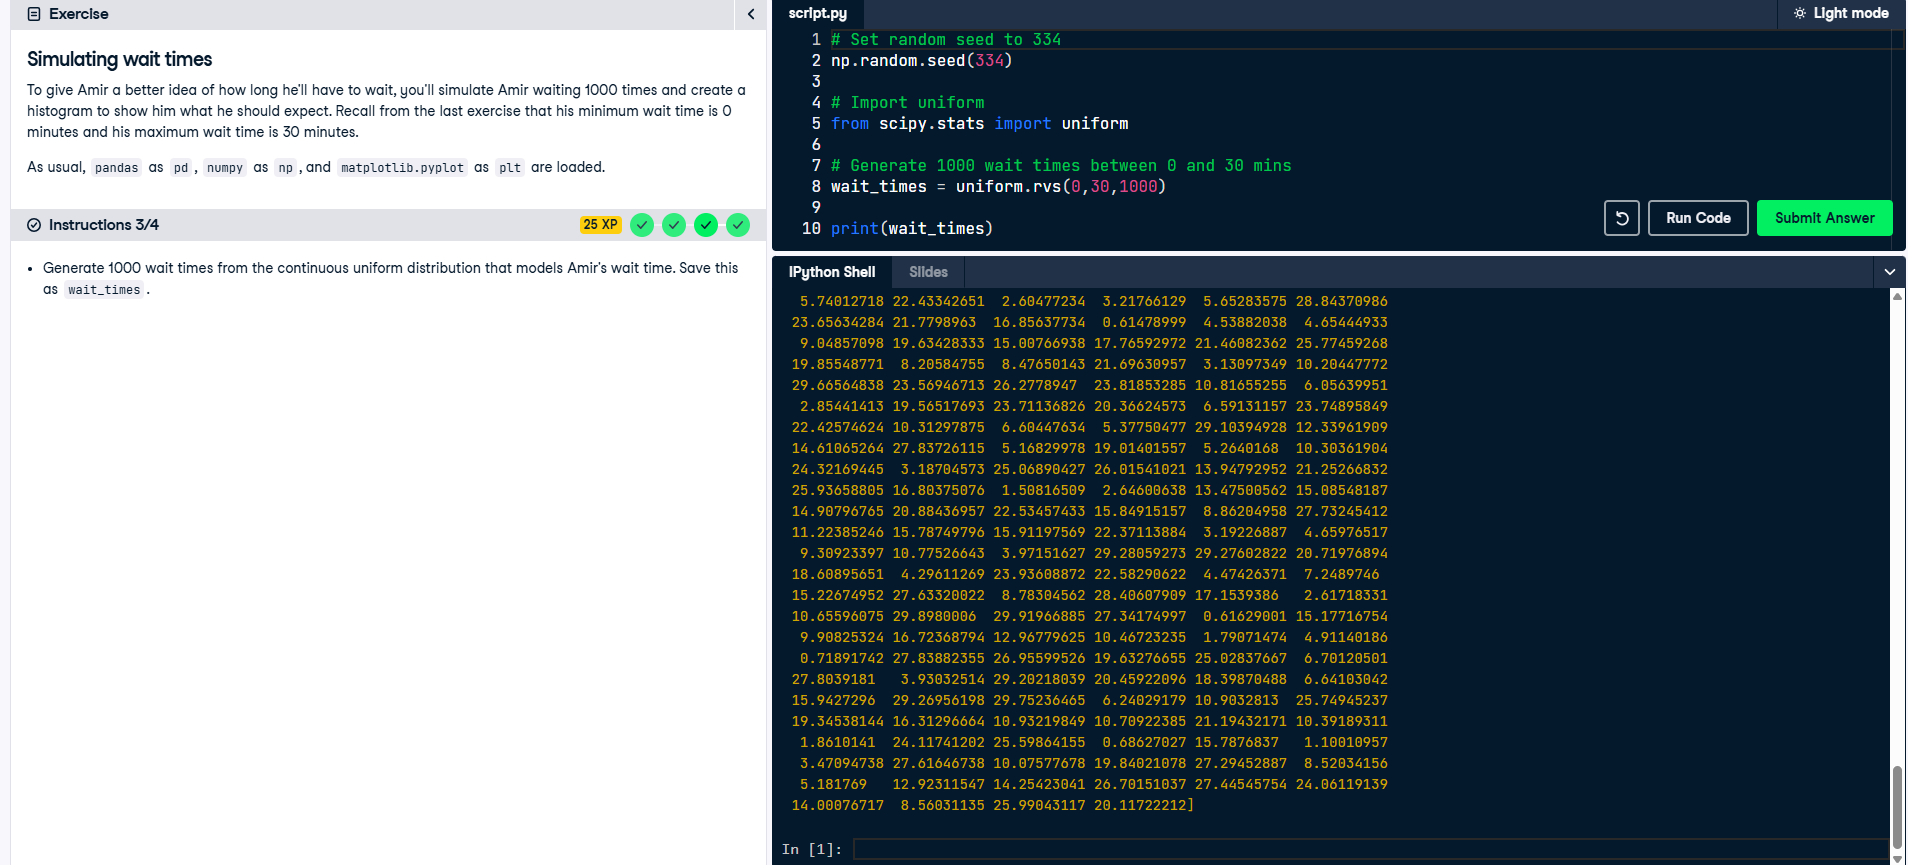 Exercise
Simulating wait times
To give Amir a better idea of how long he'll have to wait, you'll simulate Amir waiting 1000 times and create a
histogram to show him what he should expect. Recall from the last exercise that his minimum wait time is 0
minutes and his maximum wait time is 30 minutes.
As usual, pandas as pd , numpy as np , and matplotlib.pyplot as plt are loaded.
Instructions 3/4
25 XP
Generate 1000 wait times from the continuous uniform distribution that models Amir's wait time. Save this
as wait_times .
script.py
Light mode
1 # Set random seed to 334
2 np.random.seed(334)
3
4 # Import uniform
5 from scipy.stats import uniform
6
7 # Generate 1000 wait times between 0 and 30 mins
8 wait_times = uniform.rvs(0,30,1000)
9
10 print(wait_times)
Run Code
Submit Answer
IPython Shell
Slides
5.74012718 22.43342651 2.60477234 3.21766129 5.65283575 28.84370986
23.65634284 21.7798963 16.85637734 0.61478999 4.53882038 4.65444933
9.04857098 19.63428333 15.00766938 17.76592972 21.46082362 25.77459268
19.85548771 8.20584755 8.47650143 21.69630957 3.13097349 10.20447772
29.66564838 23.56946713 26.2778947 23.81853285 10.81655255 6.05639951
2.85441413 19.56517693 23.71136826 20.36624573 6.59131157 23.74895849
22.42574624 10.31297875 6.60447634 5.37750477 29.10394928 12.33961909
14.61065264 27.83726115 5.16829978 19.01401557 5.2640168 10.30361904
24.32169445 3.18704573 25.06890427 26.01541021 13.94792952 21.25266832
25.93658805 16.80375076 1.50816509 2.64600638 13.47500562 15.08548187
14.90796765 20.88436957 22.53457433 15.84915157 8.86204958 27.73245412
11.22385246 15.78749796 15.91197569 22.37113884 3.19226887 4.65976517
9.30923397 10.77526643 3.97151627 29.28059273 29.27602822 20.71976894
18.60895651 4.29611269 23.93608872 22.58290622 4.47426371 7.2489746
15.22674952 27.63320022 8.78304562 28.40607909 17.1539386 2.61718331
10.65596075 29.8980006 29.91966885 27.34174997 0.61629001 15.17716754
9.90825324 16.72368794 12.96779625 10.46723235 1.79071474 4.91140186
0.71891742 27.83882355 26.95599526 19.63276655 25.02837667 6.70120501
27.8039181 3.93032514 29.20218039 20.45922096 18.39870488 6.64103042
15.9427296 29.26956198 29.75236465 6.24029179 10.9032813 25.74945237
19.34538144 16.31296664 10.93219849 10.70922385 21.19432171 10.39189311
1.8610141 24.11741202 25.59864155 0.68627027 15.7876837 1.10010957
3.47094738 27.61646738 10.07577678 19.84021078 27.29452887 8.52034156
5.181769 12.92311547 14.25423041 26.70151037 27.44545754 24.06119139
14.00076717 8.56031135 25.99043117 20.11722212]
In [1]: